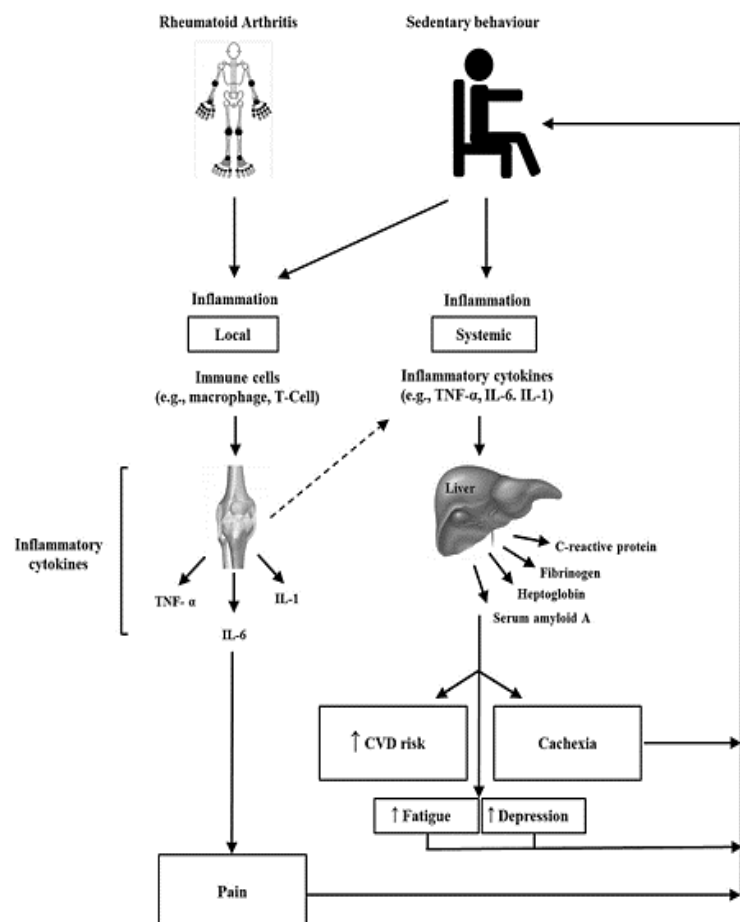 Rheumatoid Arthritis
Sedentary behaviour
Inflammation
Local
Inflammation
Systemic
Immune cells
(e.g., macrophage, T-Cell)
Inflammatory cytokines
(e.g., TNF-α, IL-6. IL-1)
Inflammatory
cytokines
TNF- α
IL-6
IL-1
Liver
C-reactive protein
Fibrinogen
Heptoglobin
Serum amyloid A
↑ CVD risk
Cachexia
↑ Fatigue
↑ Depression
Pain